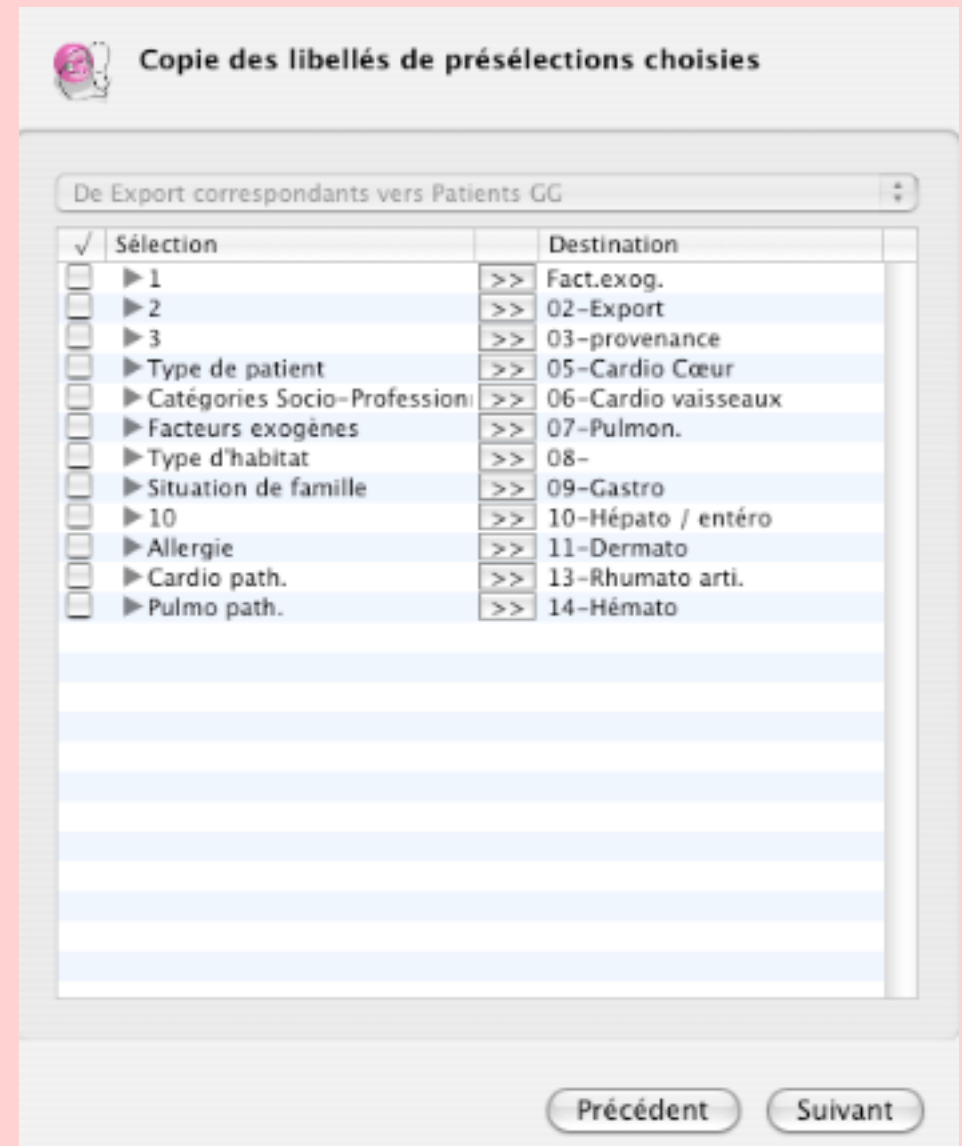 Copie des libellés de présélections choisies
De Export correspondants vers Patients GG
√ Sélection Destination
1 >> Fact.exog.
2 >> 02-Export
3 >> 03-provenance
Type de patient >> 05-Cardio Cœur
Catégories Socio-Profession >> 06-Cardio vaisseaux
Facteurs exogènes >> 07-Pulmon.
Type d'habitat >> 08-
Situation de famille >> 09-Gastro
10 >> 10-Hépato / entéro
Allergie >> 11-Dermato
Cardio path. >> 13-Rhumato arti.
Pulmo path. >> 14-Hémato
Précédent Suivant